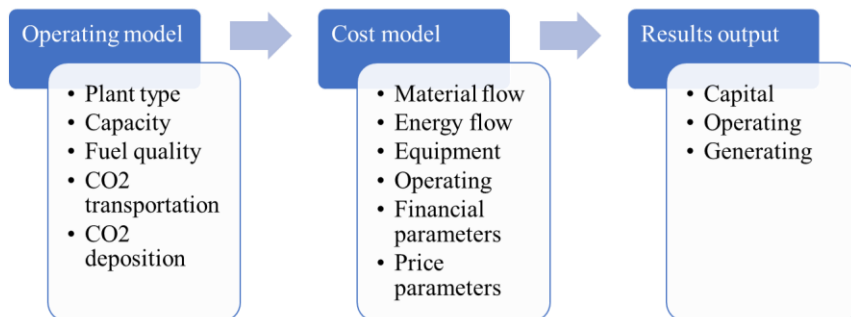 Operating model
• Plant type
• Capacity
• Fuel quality
• CO2
transportation
• CO2
deposition
Cost model
• Material flow
• Energy flow
• Equipment
• Operating
• Financial
parameters
• Price
parameters
Results output
• Capital
• Operating
• Generating